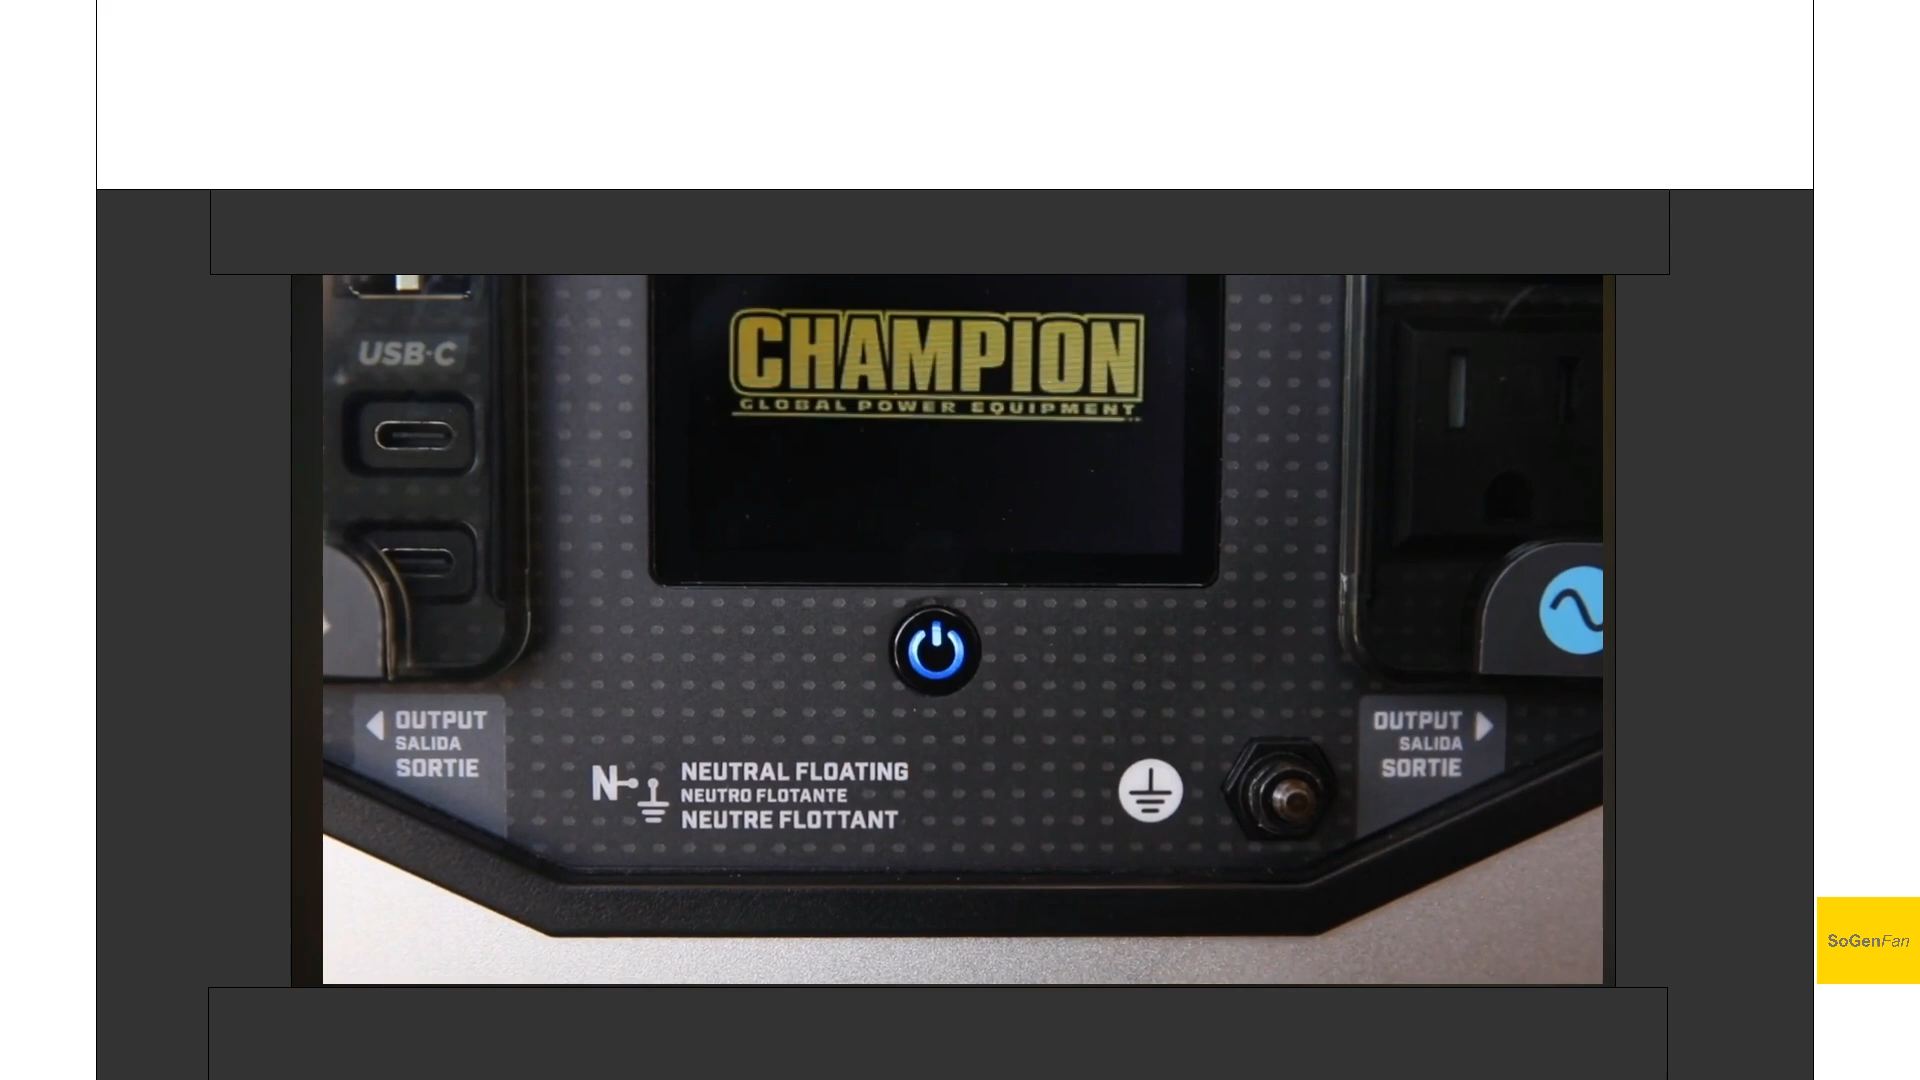 USB-C
CHAMPION
GLOBAL POWER EQUIPMENT
OUTPUT
SALIDA
SORTIE
N
NEUTRAL FLOATING
NEUTRO FLOTANTE
NEUTRE FLOTTANT
OUTPUT
SALIDA
SORTIE
SoGenFan